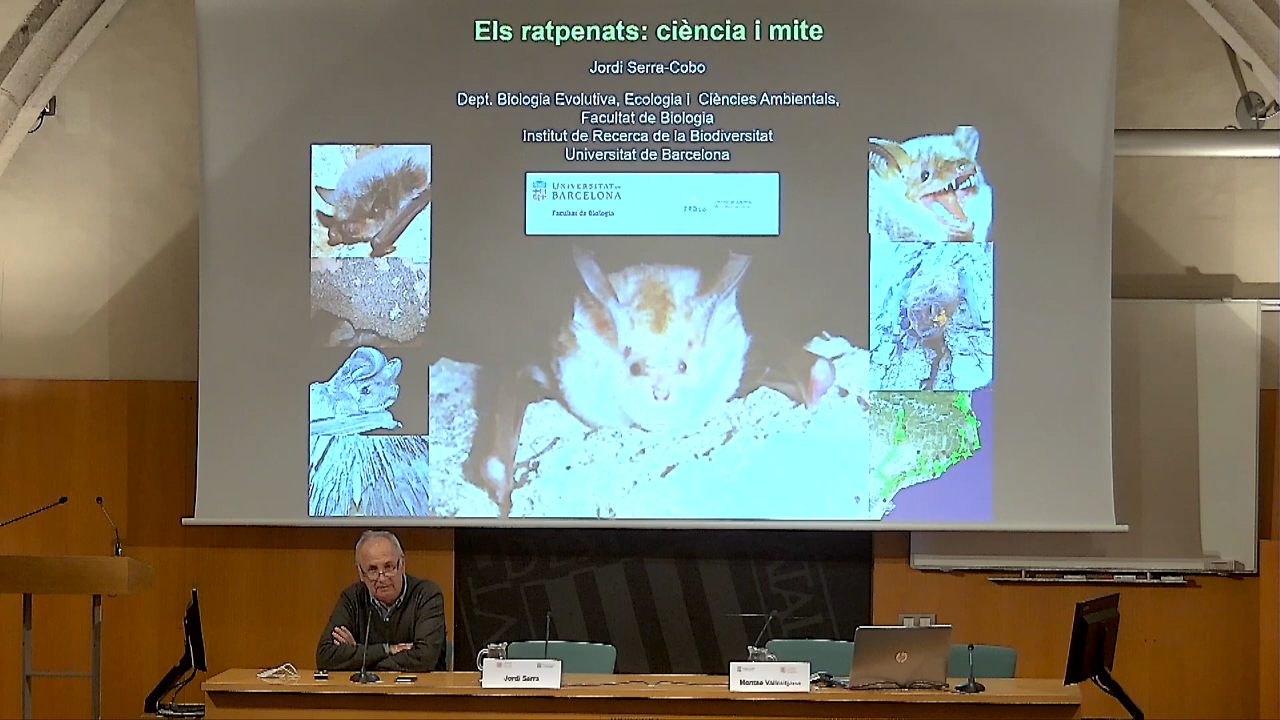 Els ratpenats: ciència i mite
Jordi Serra-Cobo
Dept. Biologia Evolutiva, Ecologia i Ciències Ambientals,
Facultat de Biologia
Institut de Recerca de la Biodiversitat
Universitat de Barcelona
UNIVERSITAT DE
BARCELONA
Facultat de Biologia
Jordi Serra
Montse
hp